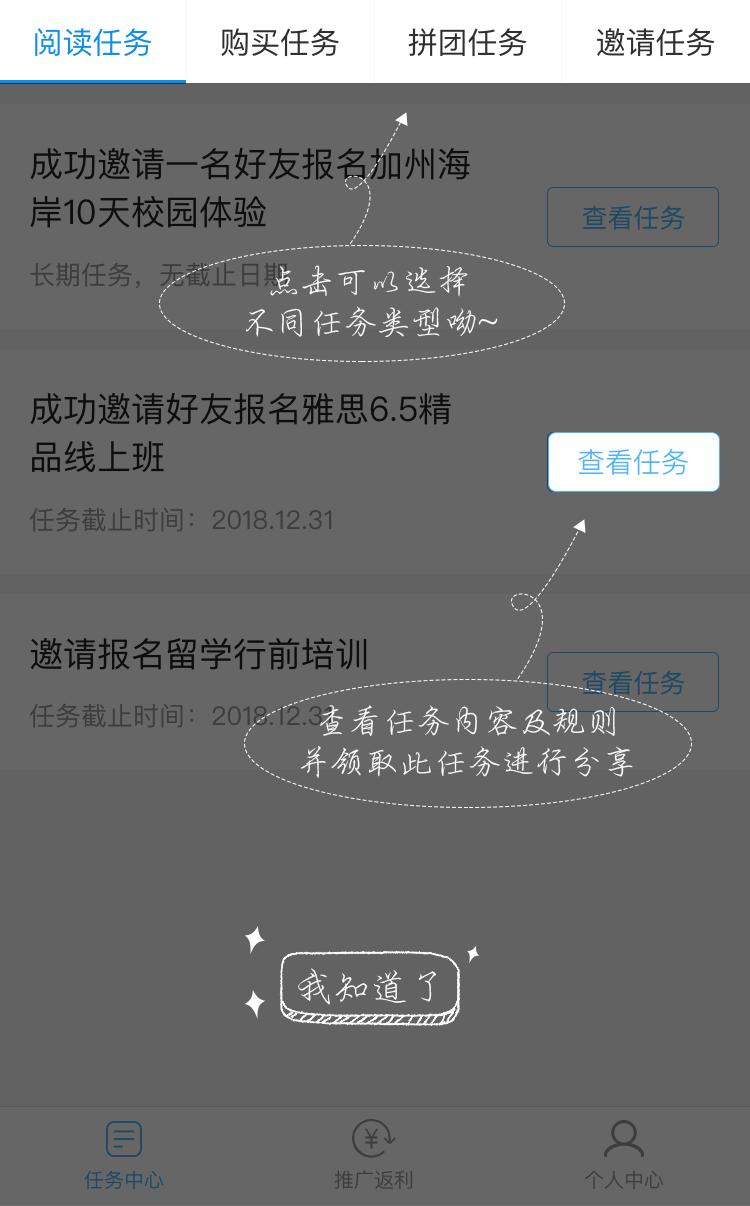 阅读任务 购买任务 拼团任务 邀请任务
成功邀请一名好友报名加州海
岸10天校园体验
查看任务
长期任务，无截止日期
点击可以选择
不同任务类型呦~
成功邀请好友报名雅思6.5精
品线上班
查看任务
任务截止时间：2018.12.31
邀请报名留学行前培训
查看任务
任务截止时间：2018.12.31
查看任务内容及规则
并领取此任务进行分享
我知道了
任务中心 推广返利 个人中心